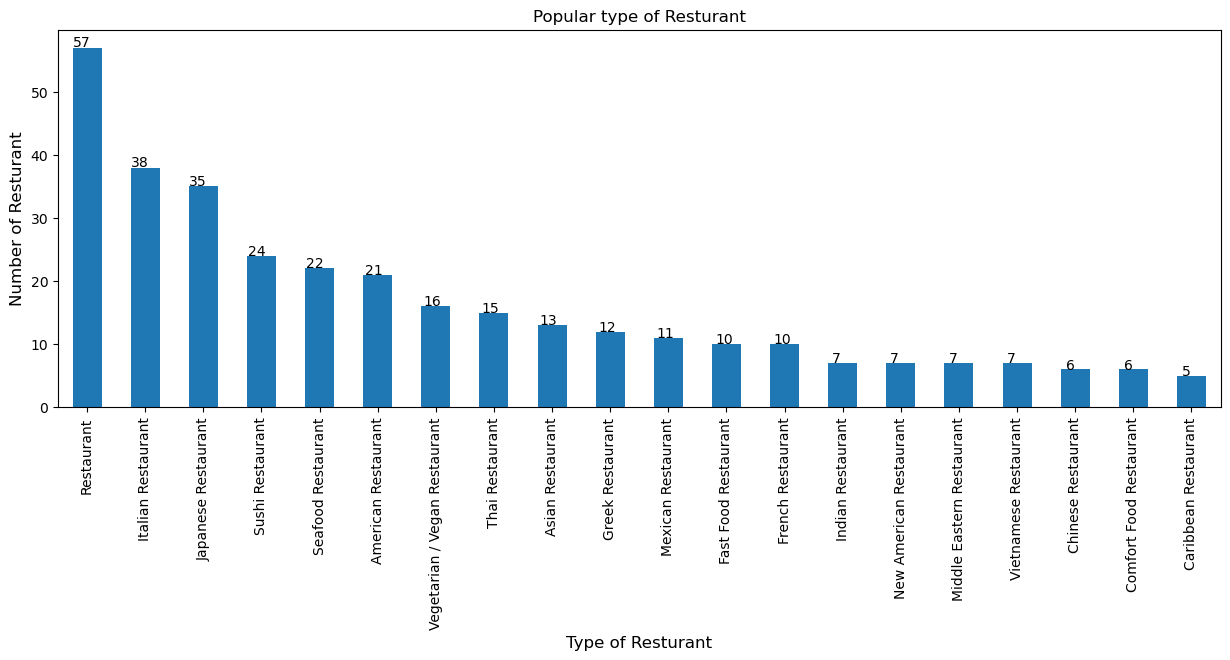 Popular type of Resturant
Number of Resturant
50
40
30
20
10
0
57
38
35
24
22
21
16
15
13
12
11
10
10
7
7
7
7
6
6
5
Restaurant
Italian Restaurant
Japanese Restaurant
Sushi Restaurant
Seafood Restaurant
American Restaurant
Vegetarian / Vegan Restaurant
Thai Restaurant
Asian Restaurant
Greek Restaurant
Mexican Restaurant
Fast Food Restaurant
French Restaurant
Indian Restaurant
New American Restaurant
Middle Eastern Restaurant
Vietnamese Restaurant
Chinese Restaurant
Comfort Food Restaurant
Caribbean Restaurant
Type of Resturant